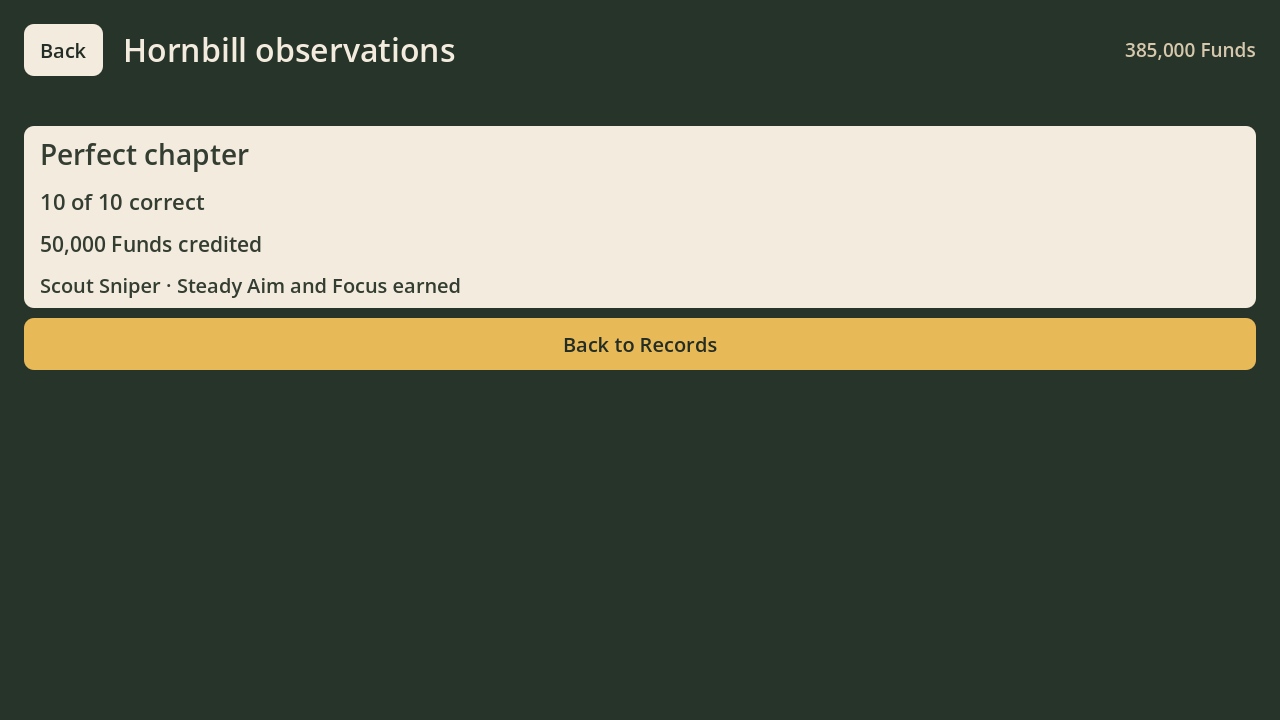 Back
Hornbill observations
385,000 Funds
Perfect chapter
10 of 10 correct
50,000 Funds credited
Scout Sniper · Steady Aim and Focus earned
Back to Records